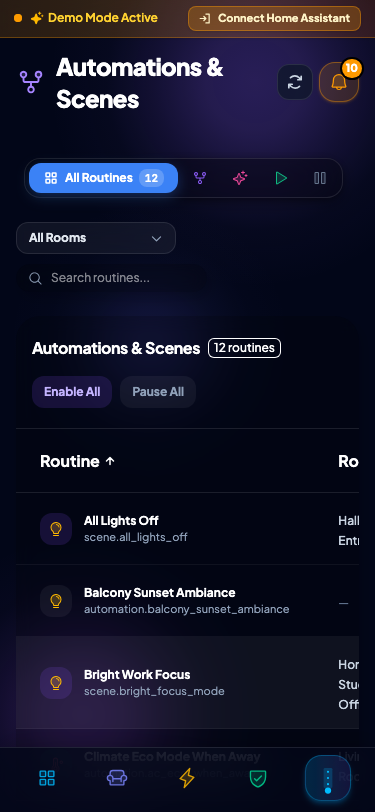 Demo Mode Active
Connect Home Assistant
Automations &
Scenes
10
All Routines 12
All Rooms
Search routines...
Automations & Scenes 12 routines
Enable All
Pause All
Routine ↑
Ro
All Lights Off
scene.all_lights_off
Hall
Entr
Balcony Sunset Ambiance
automation.balcony_sunset_ambiance
—
Bright Work Focus
scene.bright_focus_mode
Hom
Stud
Offi
Climate Eco Mode When Away